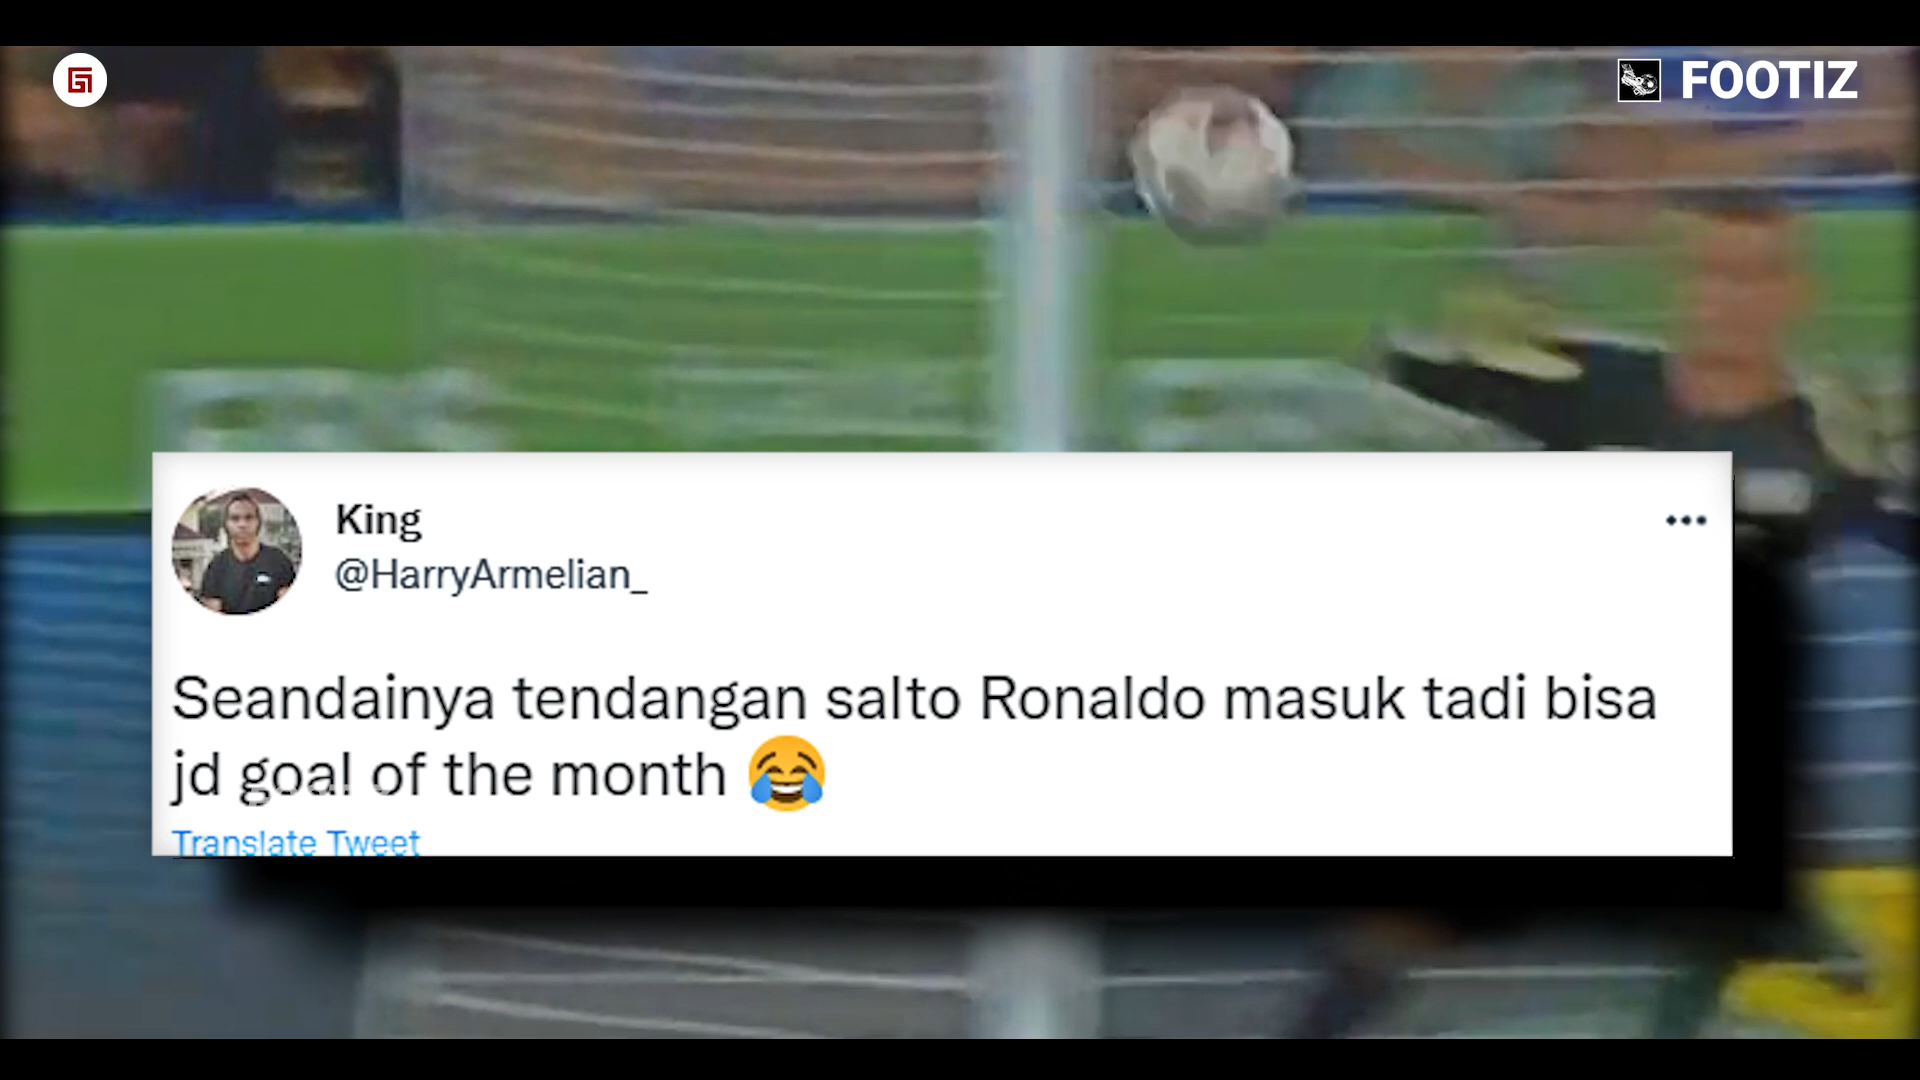 FOOTIZ
King
@HarryArmelian_
Seandainya tendangan salto Ronaldo masuk tadi bisa
jd goal of the month 😂
Translate Tweet